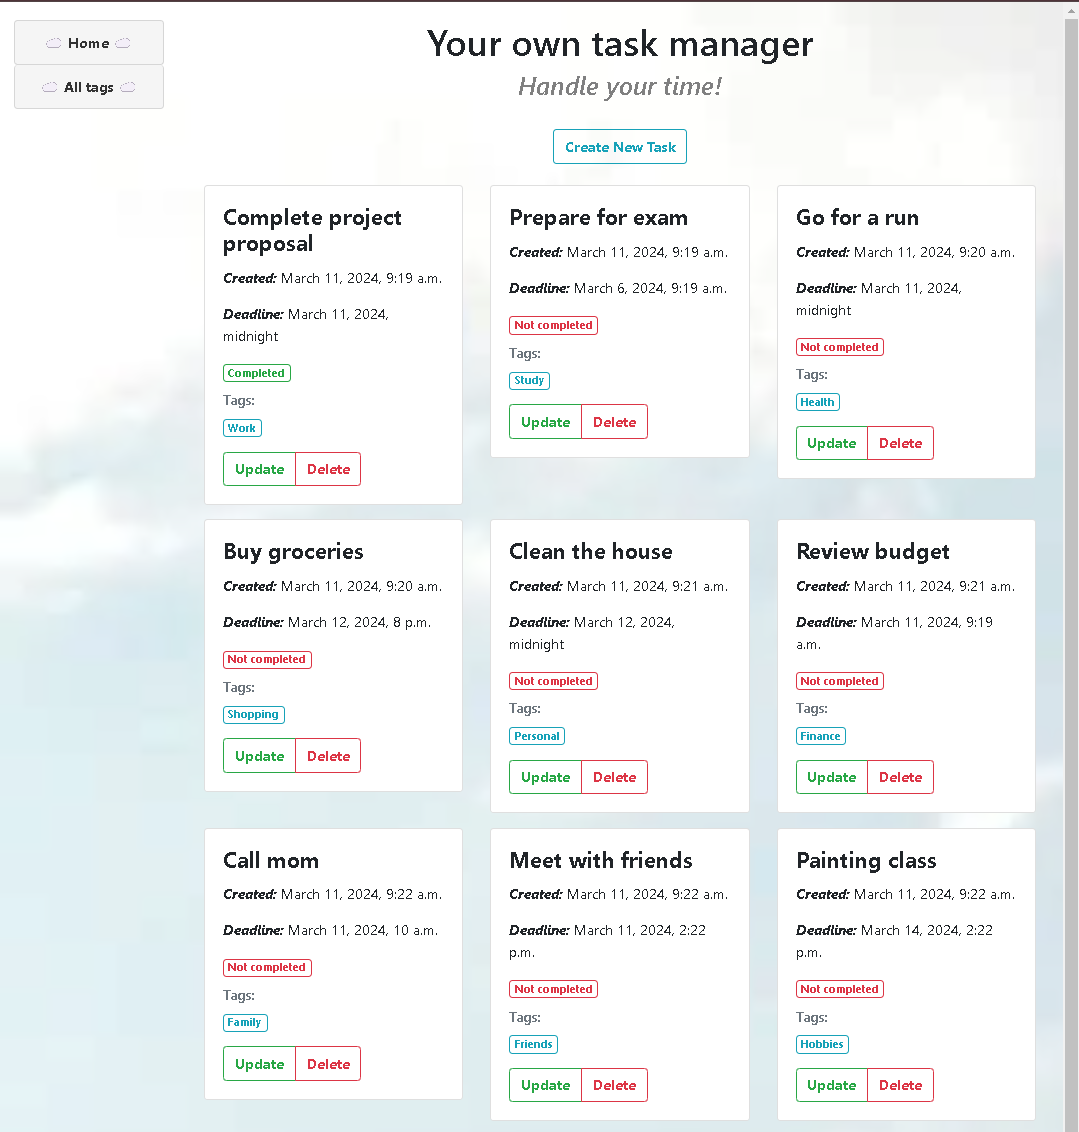 Home
All tags
Your own task manager
Handle your time!
Create New Task
Complete project
proposal
Created: March 11, 2024, 9:19 a.m.
Deadline: March 11, 2024,
midnight
Completed
Tags:
Work
Update Delete
Prepare for exam
Created: March 11, 2024, 9:19 a.m.
Deadline: March 6, 2024, 9:19 a.m.
Not completed
Tags:
Study
Update Delete
Go for a run
Created: March 11, 2024, 9:20 a.m.
Deadline: March 11, 2024,
midnight
Not completed
Tags:
Health
Update Delete
Buy groceries
Created: March 11, 2024, 9:20 a.m.
Deadline: March 12, 2024, 8 p.m.
Not completed
Tags:
Shopping
Update Delete
Clean the house
Created: March 11, 2024, 9:21 a.m.
Deadline: March 12, 2024,
midnight
Not completed
Tags:
Personal
Update Delete
Review budget
Created: March 11, 2024, 9:21 a.m.
Deadline: March 11, 2024, 9:19
a.m.
Not completed
Tags:
Finance
Update Delete
Call mom
Created: March 11, 2024, 9:22 a.m.
Deadline: March 11, 2024, 10 a.m.
Not completed
Tags:
Family
Update Delete
Meet with friends
Created: March 11, 2024, 9:22 a.m.
Deadline: March 11, 2024, 2:22
p.m.
Not completed
Tags:
Friends
Update Delete
Painting class
Created: March 11, 2024, 9:22 a.m.
Deadline: March 14, 2024, 2:22
p.m.
Not completed
Tags:
Hobbies
Update Delete